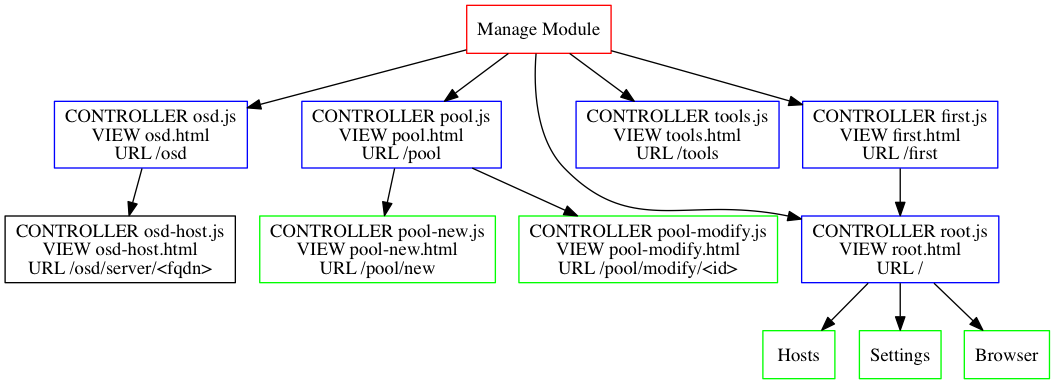 Manage Module
CONTROLLER osd.js
VIEW osd.html
URL /osd
CONTROLLER pool.js
VIEW pool.html
URL /pool
CONTROLLER tools.js
VIEW tools.html
URL /tools
CONTROLLER first.js
VIEW first.html
URL /first
CONTROLLER osd-host.js
VIEW osd-host.html
URL /osd/server/<fqdn>
CONTROLLER pool-new.js
VIEW pool-new.html
URL /pool/new
CONTROLLER pool-modify.js
VIEW pool-modify.html
URL /pool/modify/<id>
CONTROLLER root.js
VIEW root.html
URL /
Hosts
Settings
Browser